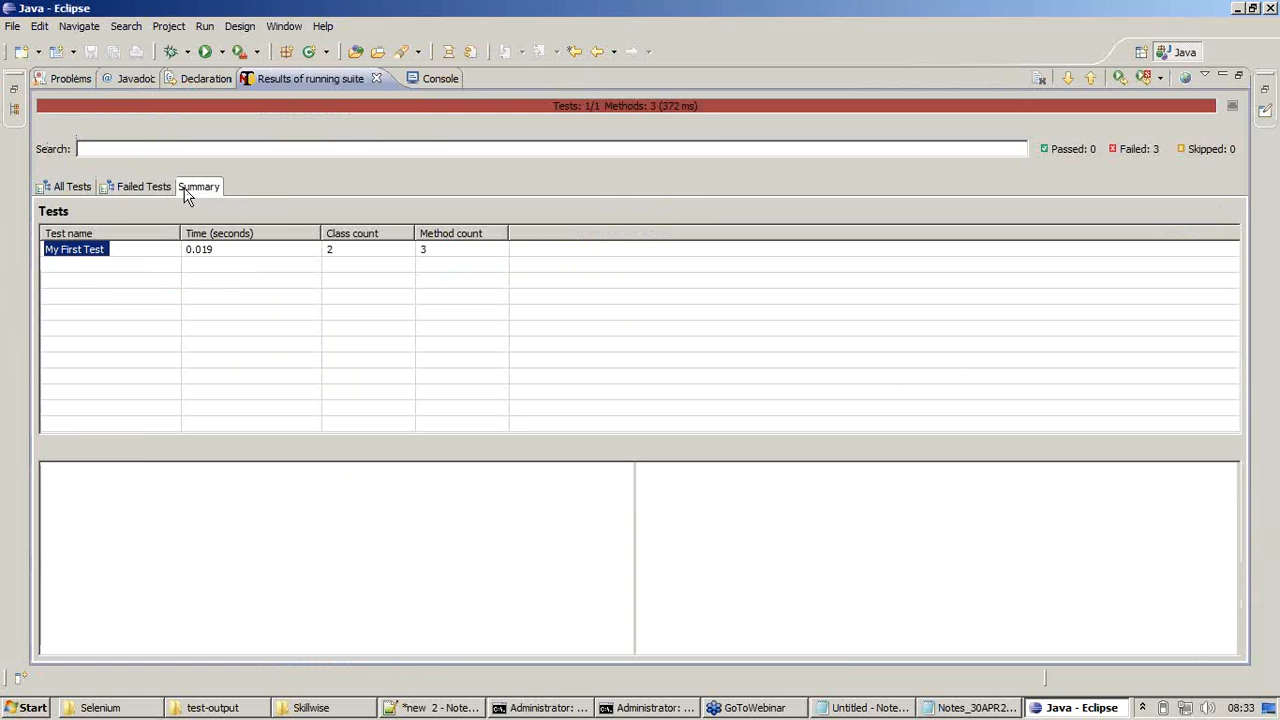 Java - Eclipse
File Edit Navigate Search Project Run Design Window Help
Java
Problems @ Javadoc Declaration Results of running suite Console
Tests: 1/1 Methods: 3 (372 ms)
Search: Passed: 0 Failed: 3 Skipped: 0
All Tests Failed Tests Summary
Tests
Test name Time (seconds) Class count Method count
My First Test 0.019 2 3
Start Selenium test-output Skillwise *new 2 - Note... Administrator: ... Administrator: ... GoToWebinar Untitled - Note... Notes_30APR2... Java - Eclipse 08:33